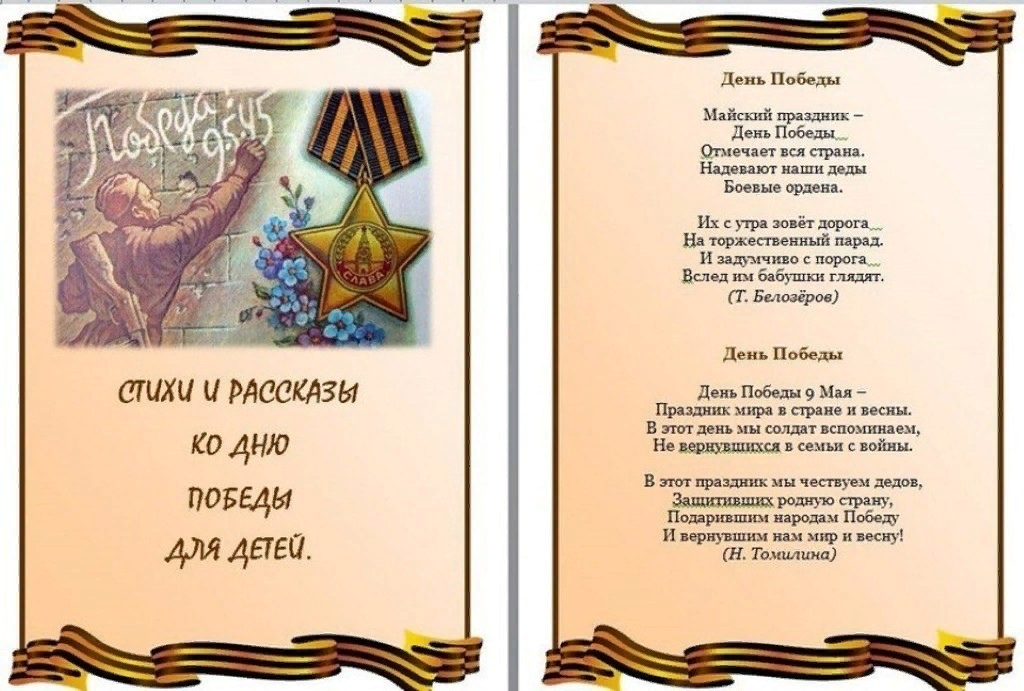 Победа
9.5.45
СЛАВА
СТИХИ И РАССКАЗЫ
КО ДНЮ
ПОБЕДЫ
ДЛЯ ДЕТЕЙ.
День Победы
Майский праздник –
День Победы
Отмечает вся страна.
Надевают наши деды
Боевые ордена.
Их с утра зовёт дорога
На торжественный парад.
И задумчиво с порога
Вслед им бабушки глядят.
(Т. Белозёров)
День Победы
День Победы 9 Мая –
Праздник мира в стране и весны.
В этот день мы солдат вспоминаем,
Не вернувшихся в семьи с войны.
В этот праздник мы чествуем дедов,
Защитивших родную страну,
Подарившим народам Победу
И вернувшим нам мир и весну!
(Н. Томилина)